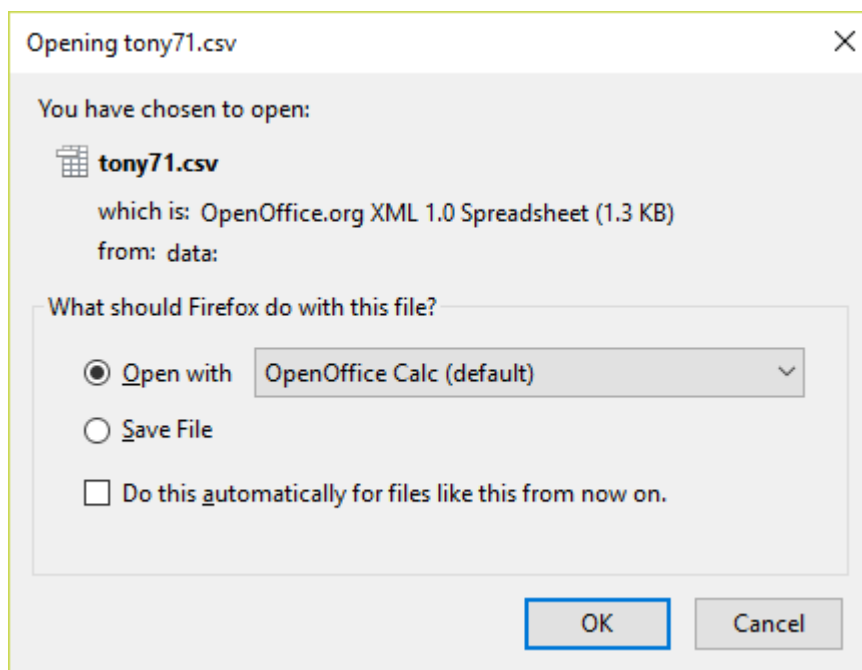 Opening tony71.csv
You have chosen to open:
tony71.csv
which is: OpenOffice.org XML 1.0 Spreadsheet (1.3 KB)
from: data:
What should Firefox do with this file?
Open with OpenOffice Calc (default)
Save File
Do this automatically for files like this from now on.
OK Cancel